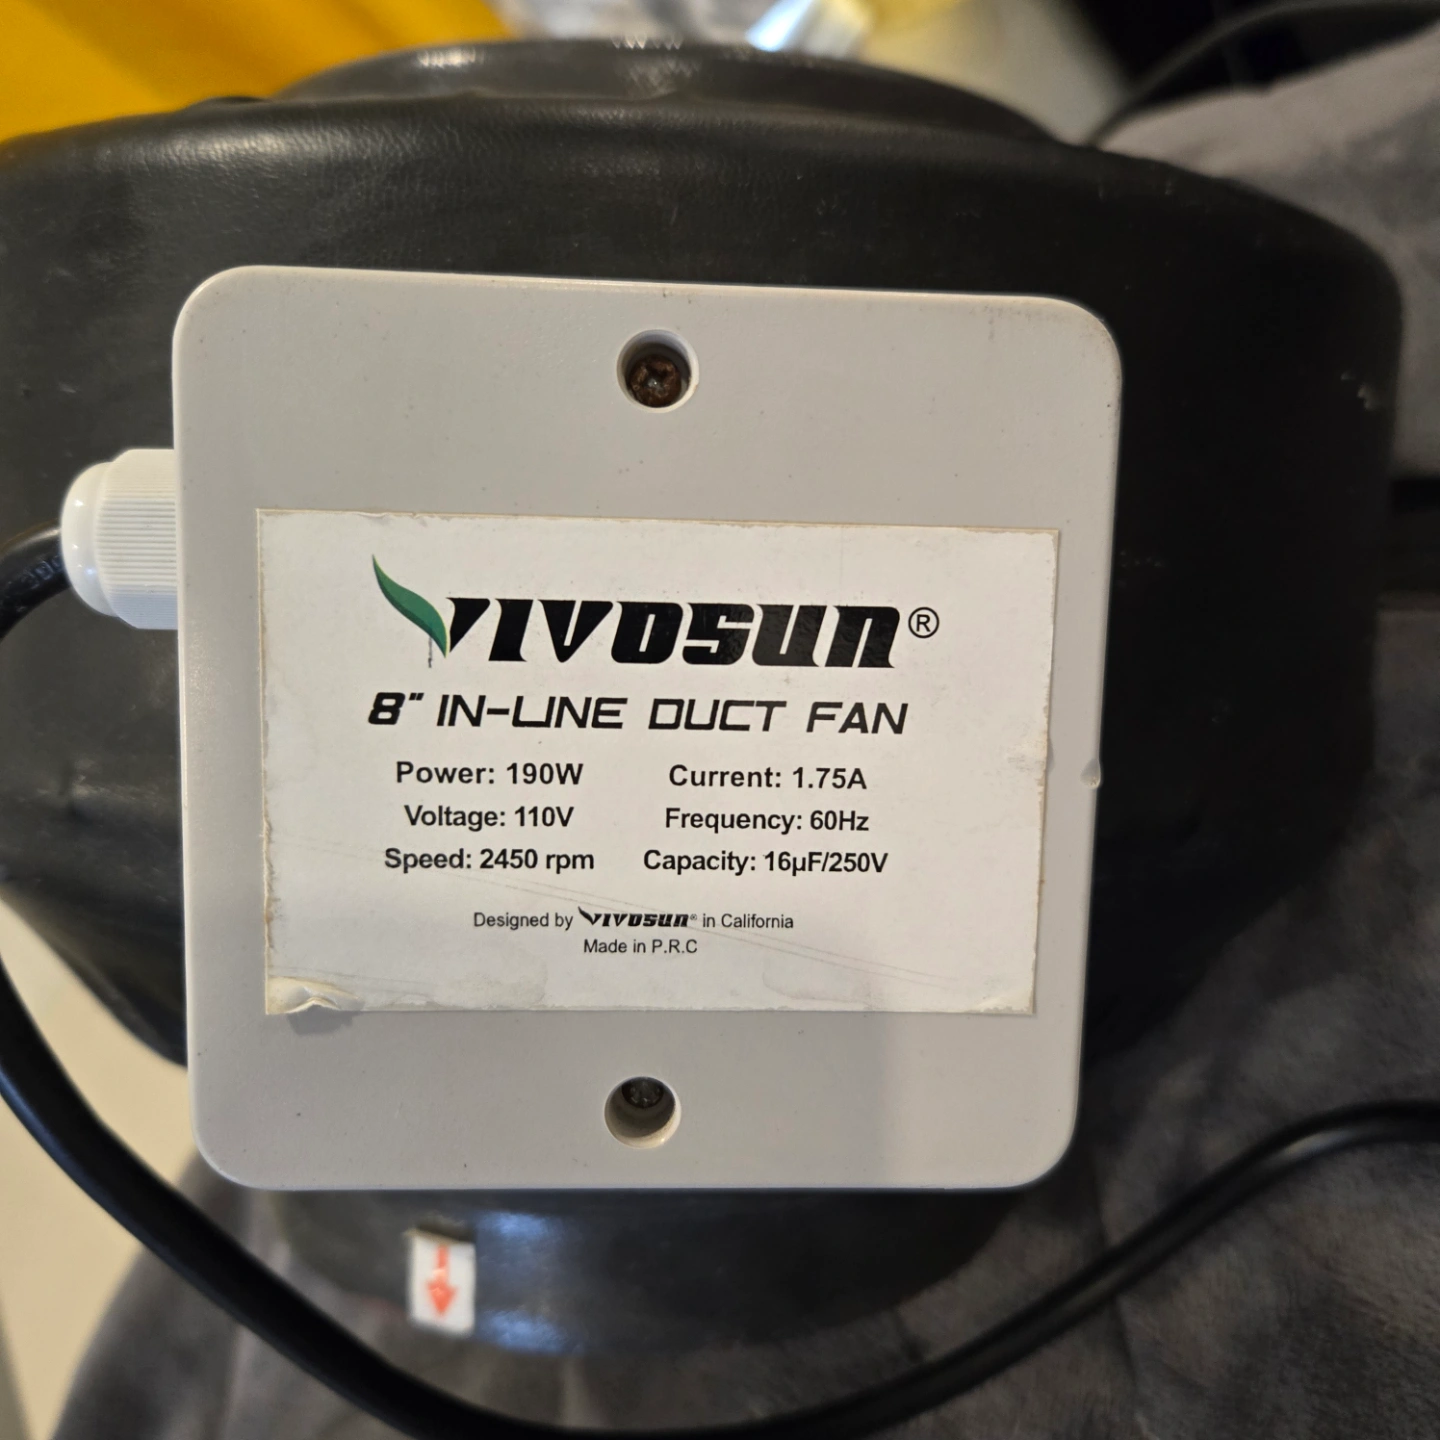 VIVOSUN®
8" IN-LINE DUCT FAN
Power: 190W Current: 1.75A
Voltage: 110V Frequency: 60Hz
Speed: 2450 rpm Capacity: 16µF/250V
Designed by VIVOSUN® in California
Made in P.R.C